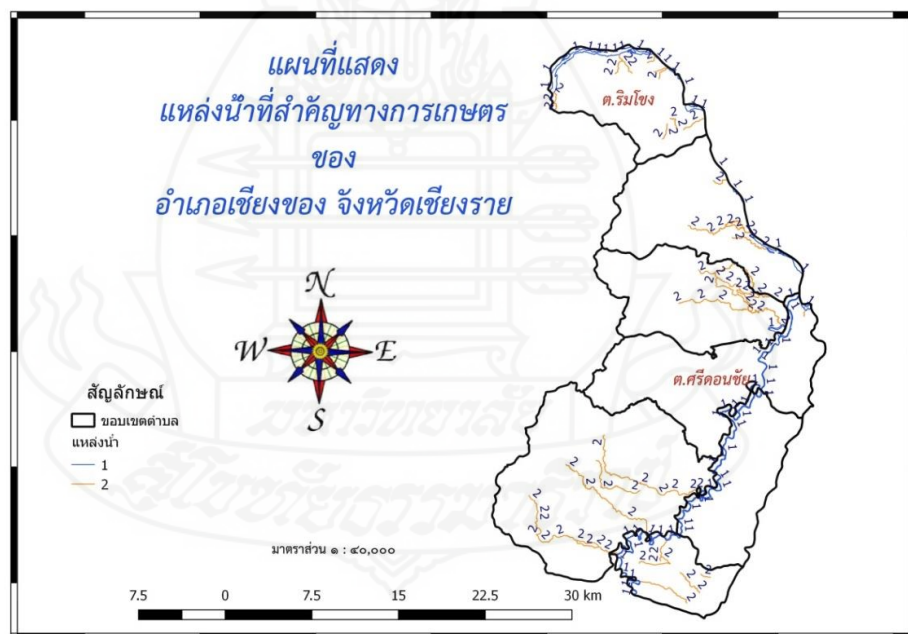 แผนที่แสดง
แหล่งน้ำที่สำคัญทางการเกษตร
ของ
อำเภอเชียงของ จังหวัดเชียงราย
ต.ริมโขง
ต.ศรีดอนชัย
N
W E
S
สัญลักษณ์
ขอบเขตตำบล
แหล่งน้ำ
1
2
มาตราส่วน ๑ : ๔๐,๐๐๐
7.5 0 7.5 15 22.5 30 km